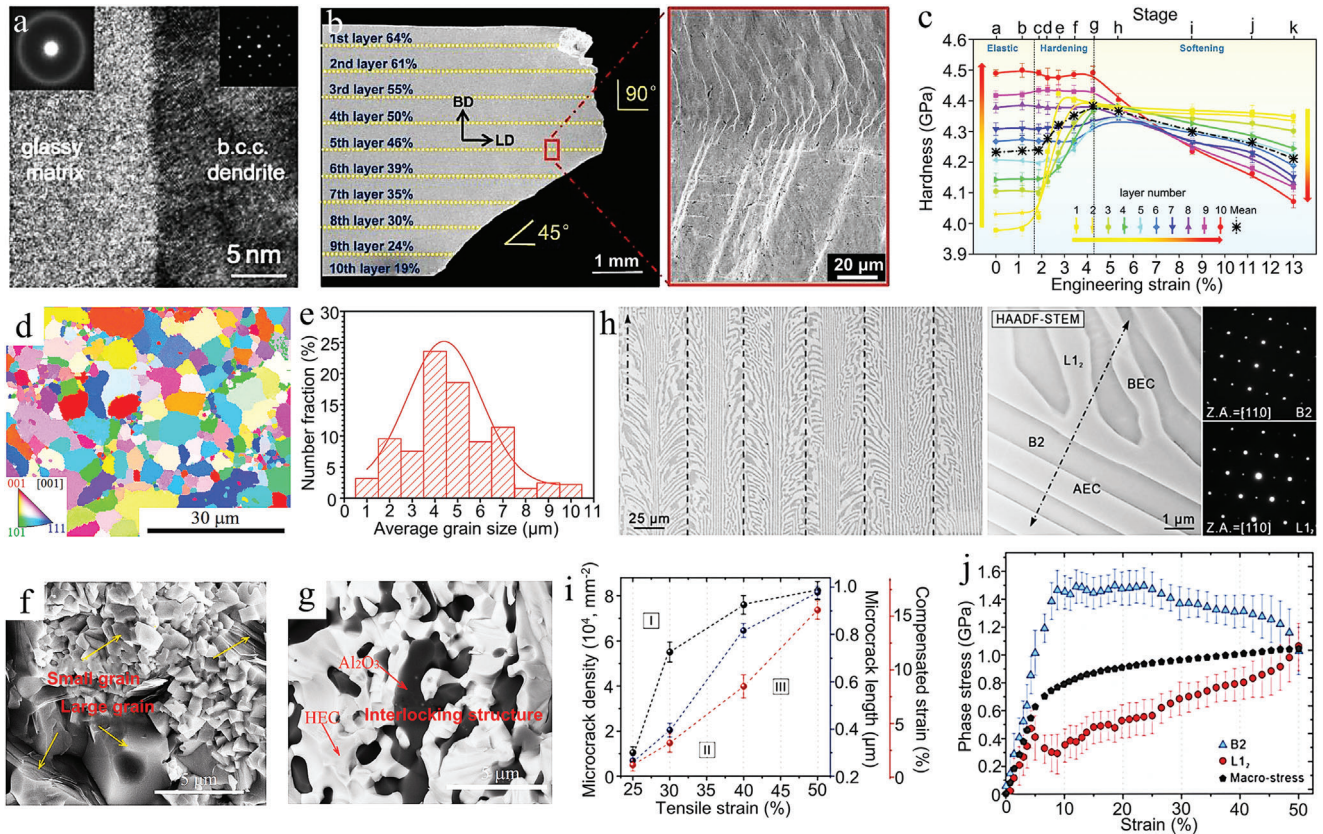 a
glassy
matrix
b.c.c.
dendrite
5 nm
b
1st layer 64%
2nd layer 61%
3rd layer 55%
4th layer 50%
5th layer 46%
6th layer 39%
7th layer 35%
8th layer 30%
9th layer 24%
10th layer 19%
BD
LD
90°
45°
1 mm
20 µm
c
Stage
a b c d e f g h i j k
Elastic Hardening Softening
4.6
4.5
4.4
4.3
4.2
4.1
4.0
3.9
Hardness (GPa)
layer number
1 2 3 4 5 6 7 8 9 10 Mean
0 1 2 3 4 5 6 7 8 9 10 11 12 13
Engineering strain (%)
d
001 [001]
101 111
30 µm
e
Number fraction (%)
30
25
20
15
10
5
0
0 1 2 3 4 5 6 7 8 9 10 11
Average grain size (µm)
h
25 µm
HAADF-STEM
L1₂
BEC
B2
AEC
1 µm
Z.A.=[110] B2
Z.A.=[110] L1₂
f
Small grain
Large grain
5 µm
g
Al₂O₃
HEC
Interlocking structure
5 µm
i
Microcrack density (10⁴, mm⁻²)
8
6
4
2
0
I
II
III
25 30 35 40 45 50
Tensile strain (%)
1.0
0.8
0.6
0.4
0.2
Microcrack length (µm)
15
10
5
0
Compensated strain (%)
j
Phase stress (GPa)
1.6
1.4
1.2
1.0
0.8
0.6
0.4
0.2
0
B2
L1₂
Macro-stress
0 10 20 30 40 50
Strain (%)